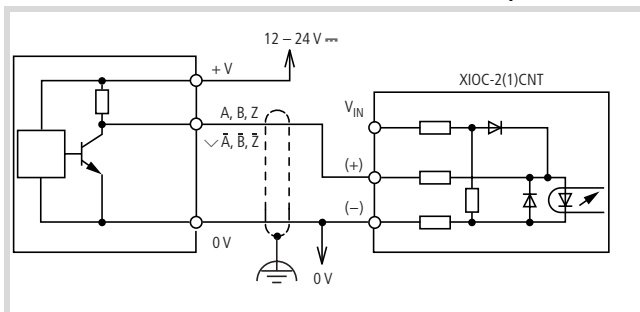 12 – 24 V ⎓
+ V
XIOC-2(1)CNT
A, B, Z
V_IN
∨ A̅, B̅, Z̅
(+)
(–)
0 V
0 V